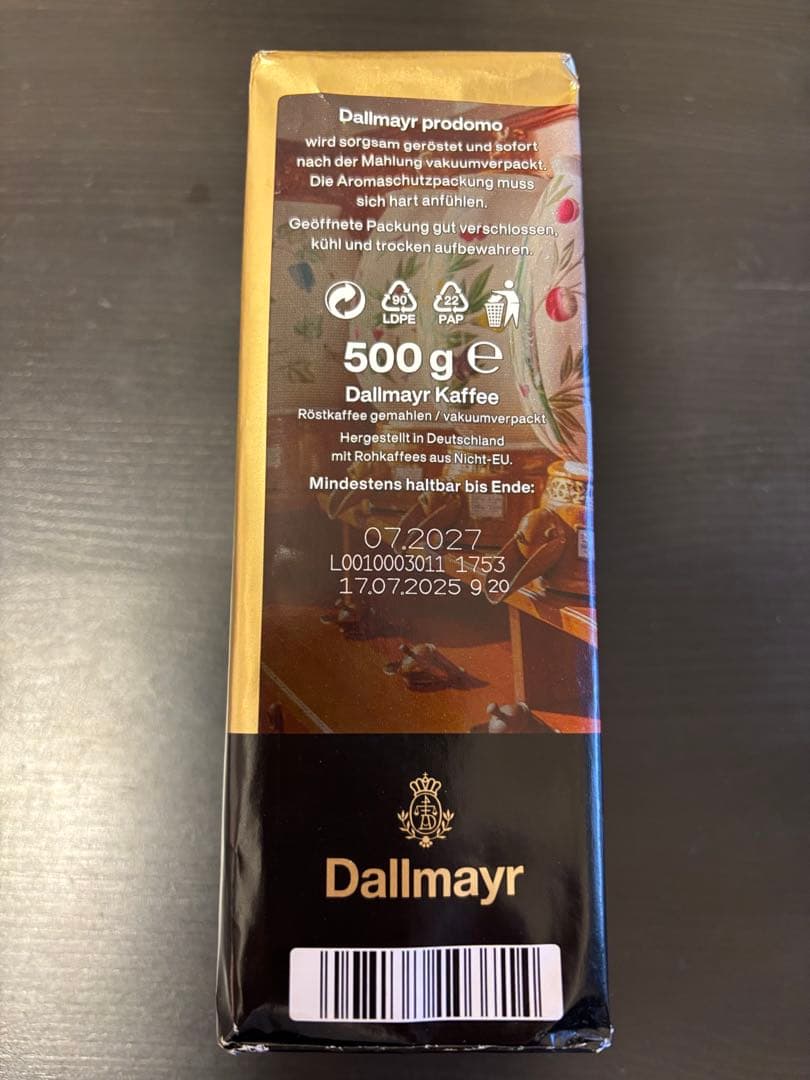 Dallmayr prodomo
wird sorgsam geröstet und sofort
nach der Mahlung vakuumverpackt.
Die Aromaschutzpackung muss
sich hart anfühlen.
Geöffnete Packung gut verschlossen,
kühl und trocken aufbewahren.
90 22
LDPE PAP
500 g ℮
Dallmayr Kaffee
Röstkaffee gemahlen / vakuumverpackt
Hergestellt in Deutschland
mit Rohkaffees aus Nicht-EU.
Mindestens haltbar bis Ende:
07.2027
L0010003011 1753
17.07.2025 9 20
Dallmayr